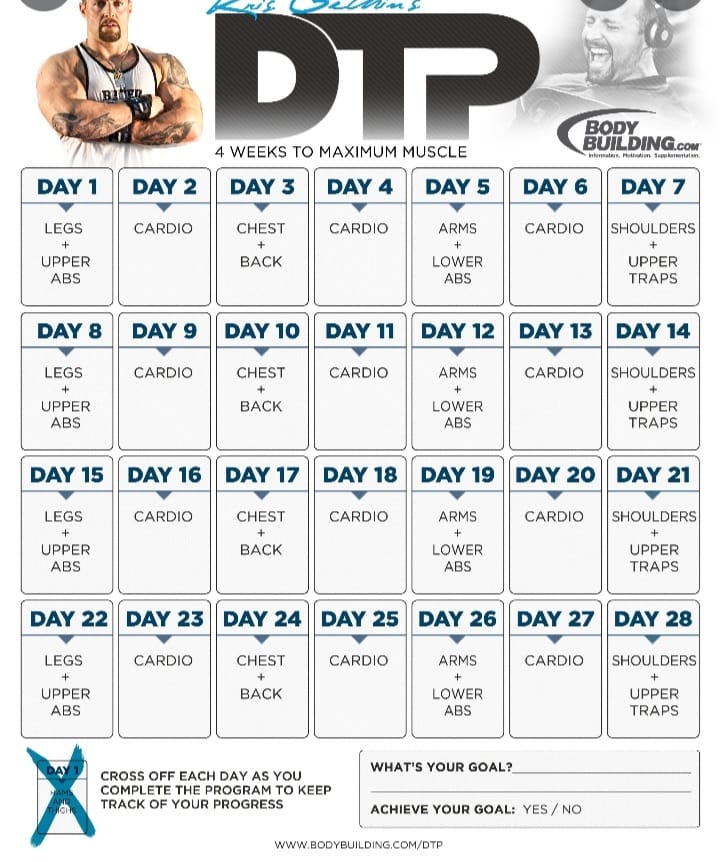 Kris Gethins
DTP
4 WEEKS TO MAXIMUM MUSCLE
BODY
BUILDING.COM
Information. Motivation. Supplementation.
DAY 1 DAY 2 DAY 3 DAY 4 DAY 5 DAY 6 DAY 7
LEGS CARDIO CHEST CARDIO ARMS CARDIO SHOULDERS
+ + + +
UPPER BACK LOWER UPPER
ABS ABS TRAPS
DAY 8 DAY 9 DAY 10 DAY 11 DAY 12 DAY 13 DAY 14
LEGS CARDIO CHEST CARDIO ARMS CARDIO SHOULDERS
+ + + +
UPPER BACK LOWER UPPER
ABS ABS TRAPS
DAY 15 DAY 16 DAY 17 DAY 18 DAY 19 DAY 20 DAY 21
LEGS CARDIO CHEST CARDIO ARMS CARDIO SHOULDERS
+ + + +
UPPER BACK LOWER UPPER
ABS ABS TRAPS
DAY 22 DAY 23 DAY 24 DAY 25 DAY 26 DAY 27 DAY 28
LEGS CARDIO CHEST CARDIO ARMS CARDIO SHOULDERS
+ + + +
UPPER BACK LOWER UPPER
ABS ABS TRAPS
DAY 1
HAMS
AND
THIGHS
CROSS OFF EACH DAY AS YOU
COMPLETE THE PROGRAM TO KEEP
TRACK OF YOUR PROGRESS
WHAT'S YOUR GOAL?
ACHIEVE YOUR GOAL: YES / NO
WWW.BODYBUILDING.COM/DTP